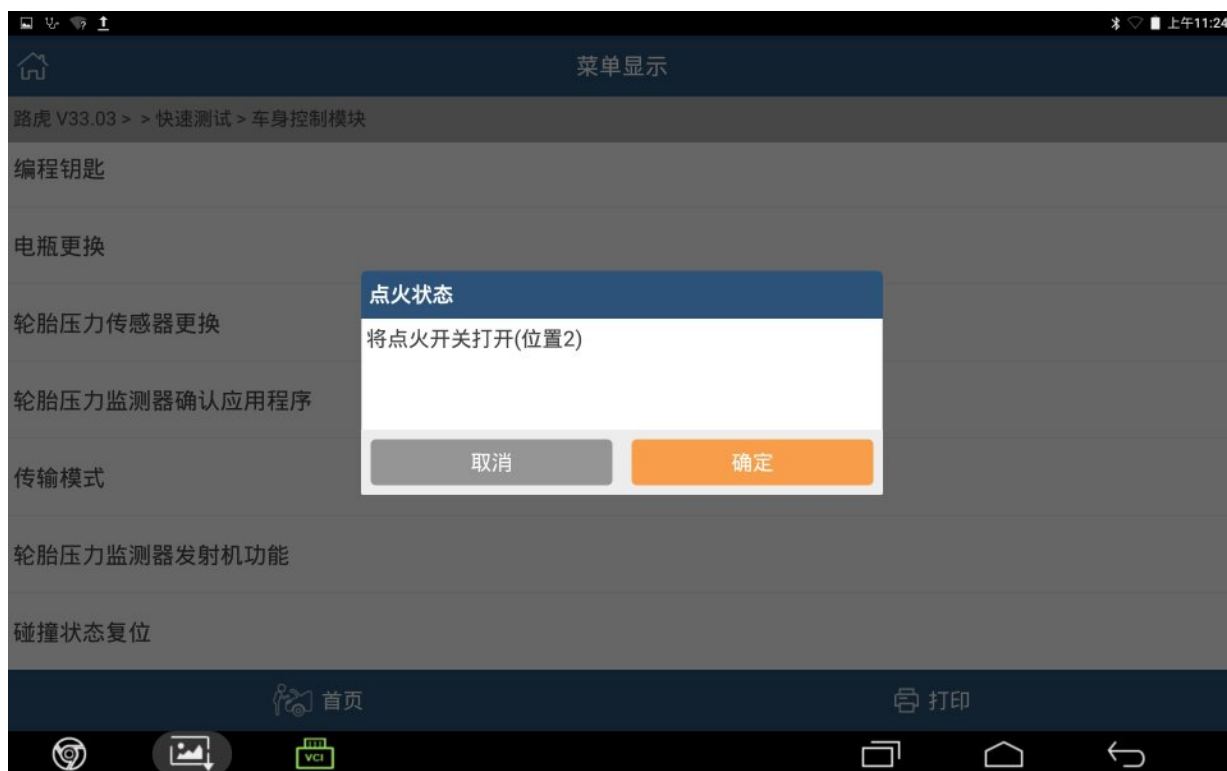 上午11:24
菜单显示
路虎 V33.03 > > 快速测试 > 车身控制模块
编程钥匙
电瓶更换
轮胎压力传感器更换
轮胎压力监测器确认应用程序
传输模式
轮胎压力监测器发射机功能
碰撞状态复位
点火状态
将点火开关打开(位置2)
取消 确定
首页 打印
VCI